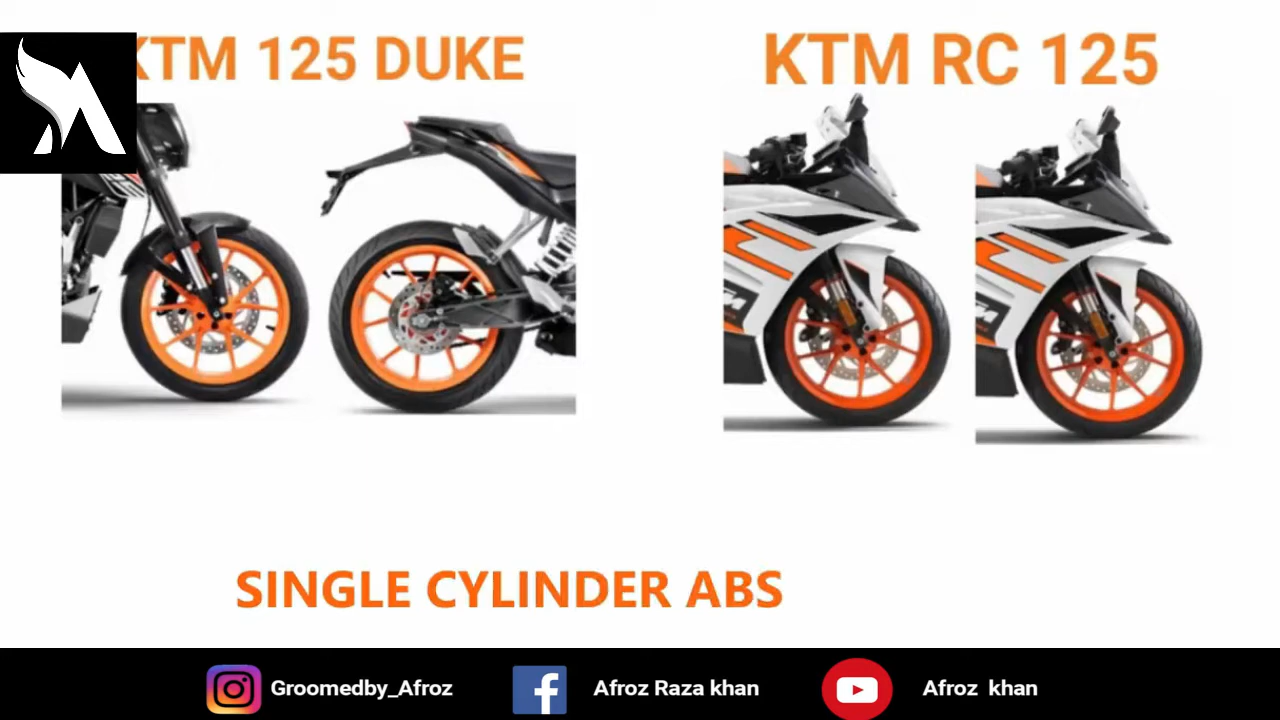 KTM 125 DUKE
KTM RC 125
SINGLE CYLINDER ABS
Groomedby_Afroz
Afroz Raza khan
Afroz khan